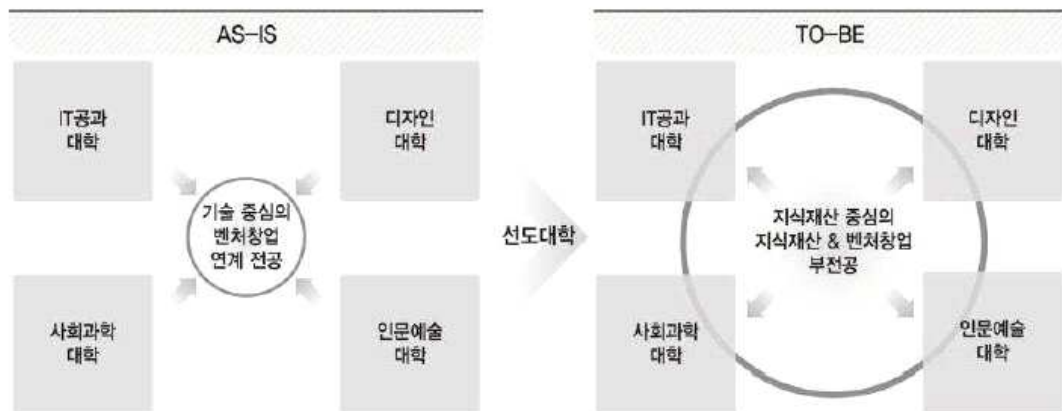 AS-IS
IT공과
대학
디자인
대학
기술 중심의
벤처창업
연계 전공
사회과학
대학
인문예술
대학
선도대학
TO-BE
IT공과
대학
디자인
대학
지식재산 중심의
지식재산 & 벤처창업
부전공
사회과학
대학
인문예술
대학